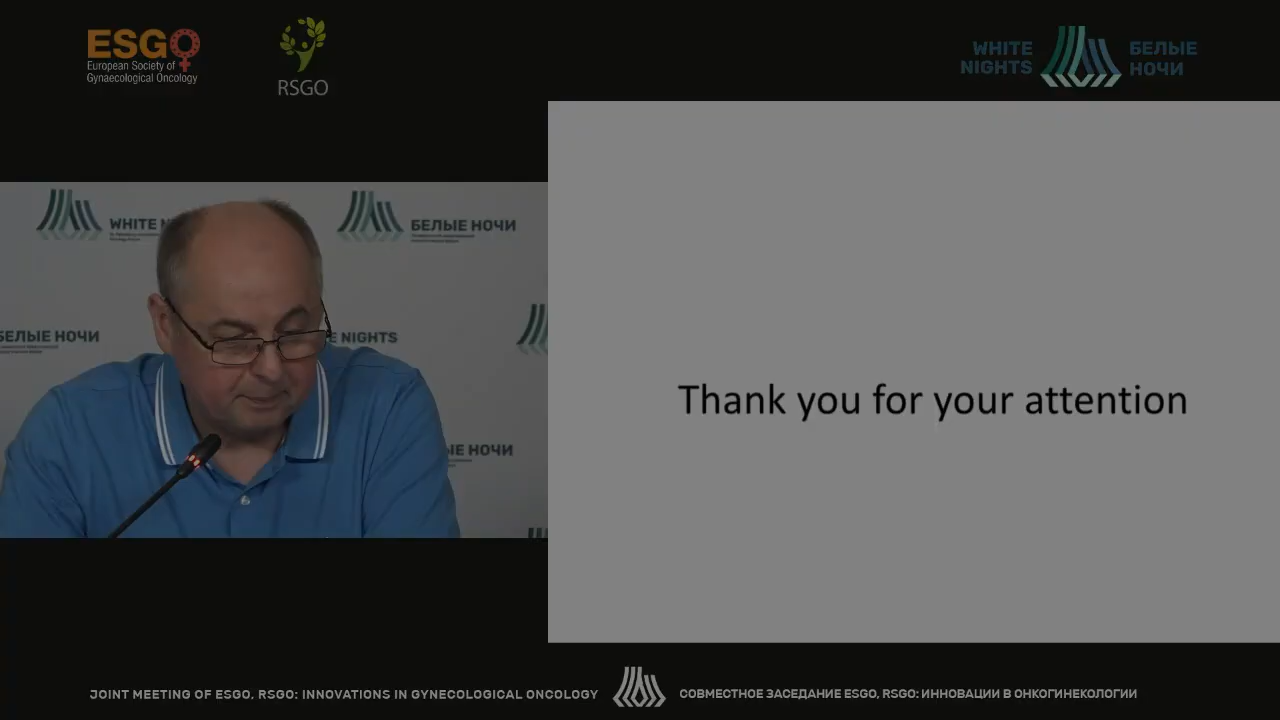 ESGO
European Society of
Gynaecological Oncology
RSGO
WHITE
NIGHTS
БЕЛЫЕ
НОЧИ
WHITE N
БЕЛЫЕ НОЧИ
БЕЛЫЕ НОЧИ
E NIGHTS
ЫЕ НОЧИ
Thank you for your attention
JOINT MEETING OF ESGO, RSGO: INNOVATIONS IN GYNECOLOGICAL ONCOLOGY
СОВМЕСТНОЕ ЗАСЕДАНИЕ ESGO, RSGO: ИННОВАЦИИ В ОНКОГИНЕКОЛОГИИ